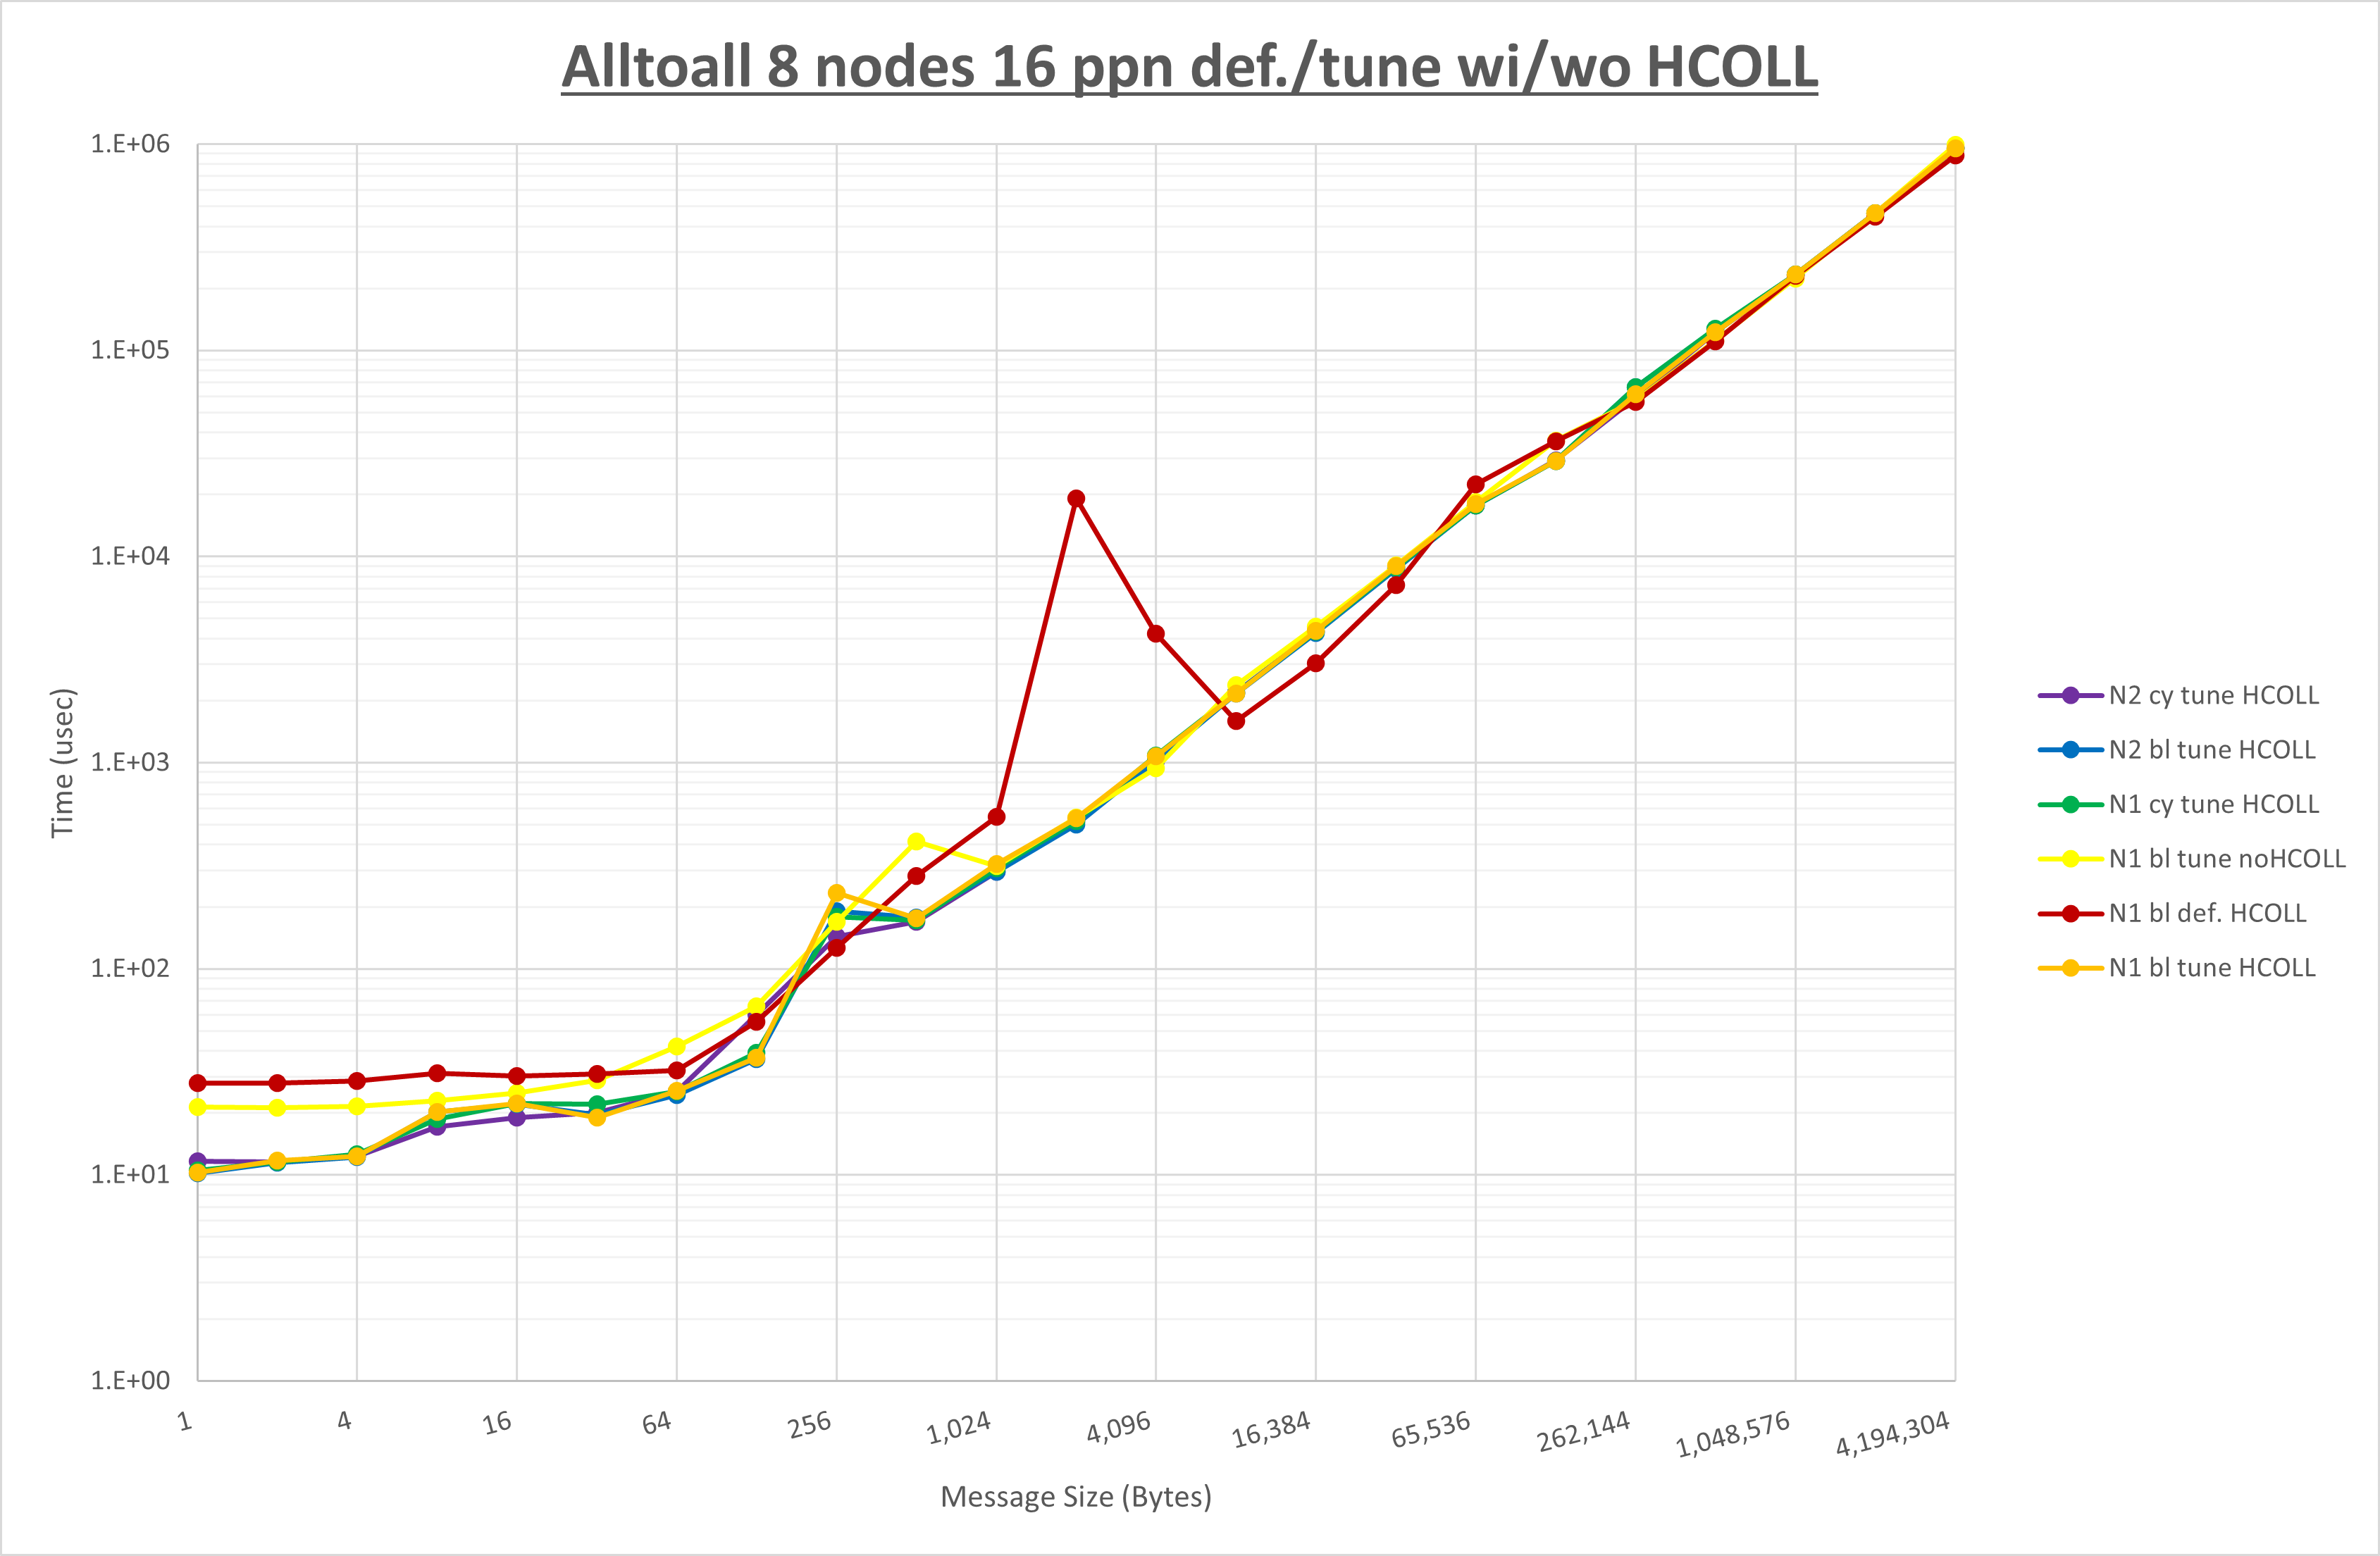 Alltoall 8 nodes 16 ppn def./tune wi/wo HCOLL
1.E+06
1.E+05
1.E+04
1.E+03
1.E+02
1.E+01
1.E+00
Time (usec)
1
4
16
64
256
1,024
4,096
16,384
65,536
262,144
1,048,576
4,194,304
Message Size (Bytes)
N2 cy tune HCOLL
N2 bl tune HCOLL
N1 cy tune HCOLL
N1 bl tune noHCOLL
N1 bl def. HCOLL
N1 bl tune HCOLL